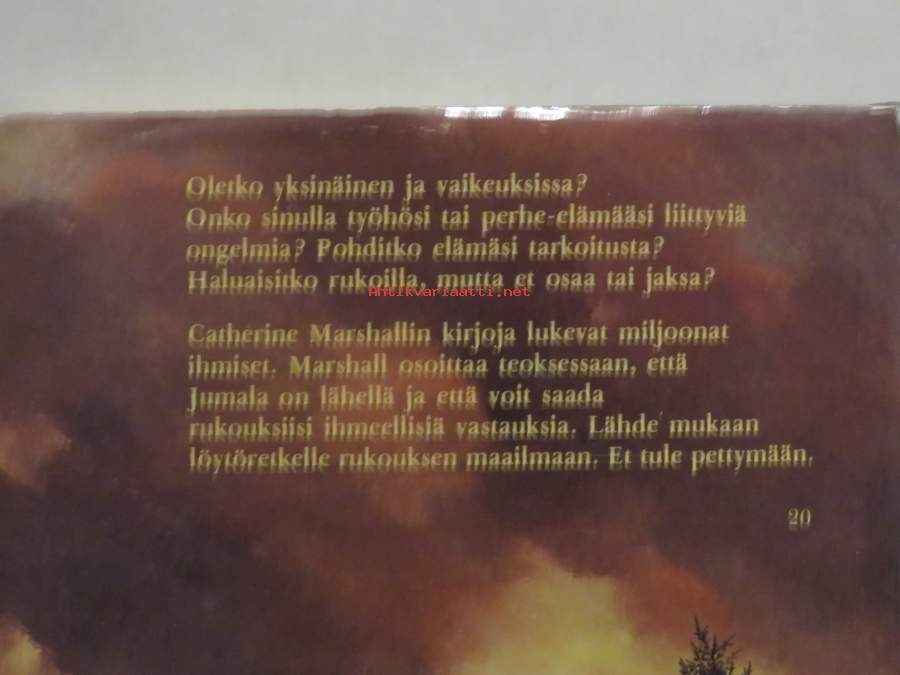 Oletko yksinäinen ja vaikeuksissa?
Onko sinulla työhösi tai perhe-elämääsi liittyviä
ongelmia? Pohditko elämäsi tarkoitusta?
Haluaisitko rukoilla, mutta et osaa tai jaksa?
Antikvariaatti.net
Catherine Marshallin kirjoja lukevat miljoonat
ihmiset. Marshall osoittaa teoksessaan, että
Jumala on lähellä ja että voit saada
rukouksiisi ihmeellisiä vastauksia. Lähde mukaan
löytöretkelle rukouksen maailmaan. Et tule pettymään.
20